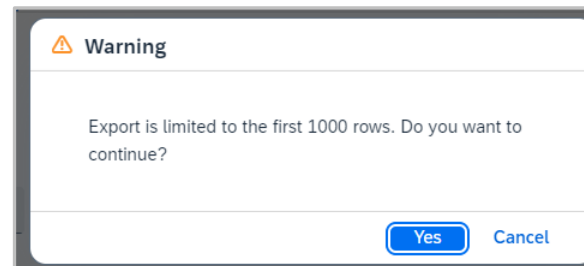 Warning
Export is limited to the first 1000 rows. Do you want to
continue?
Yes Cancel